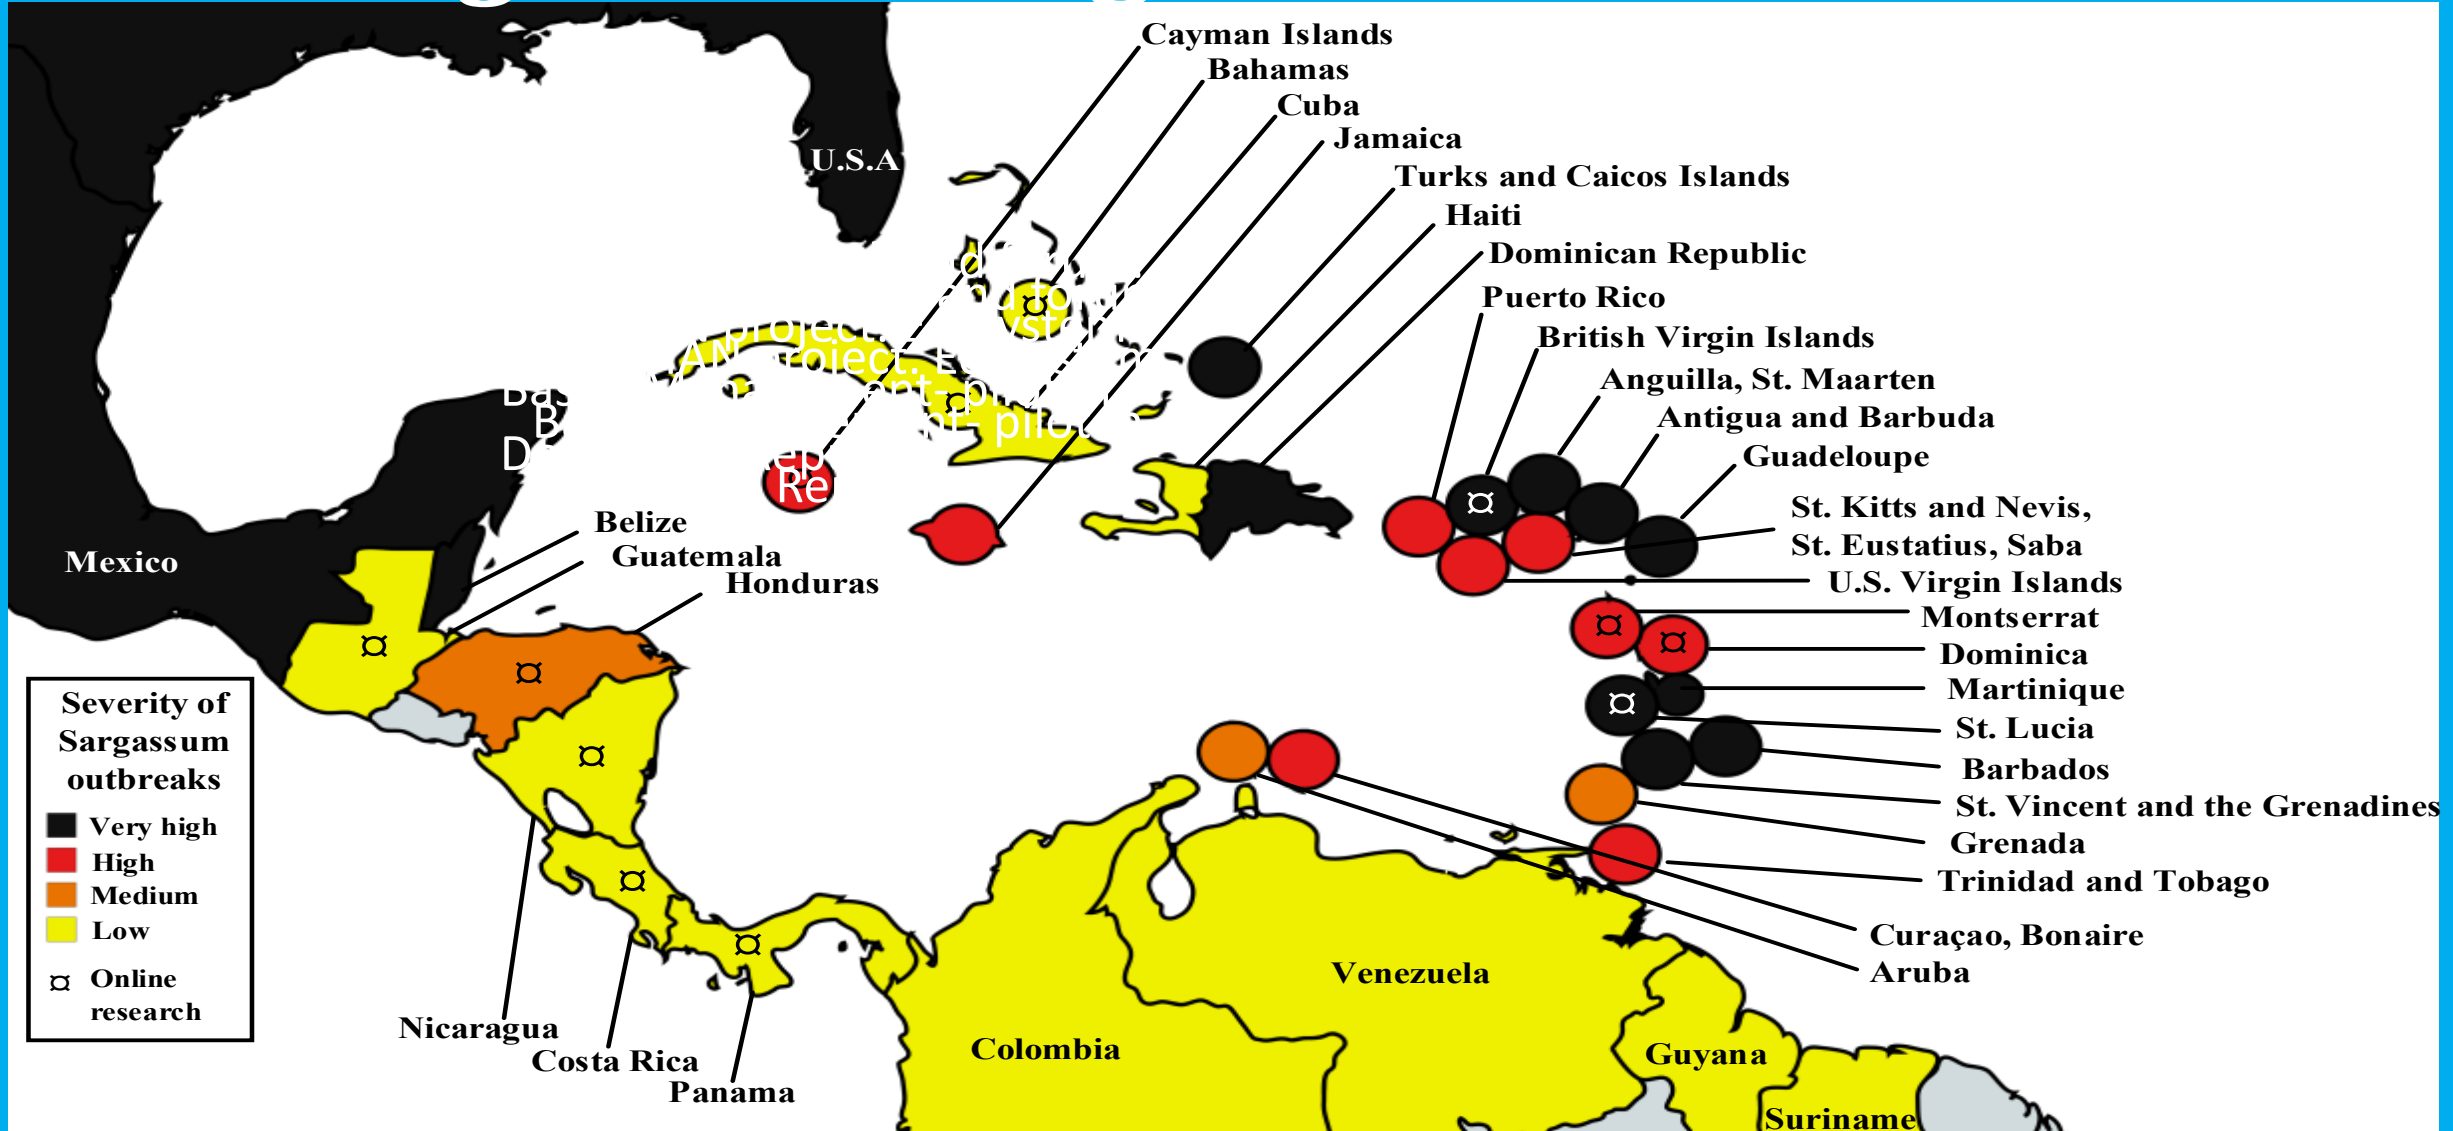 Cayman Islands
Bahamas
Cuba
Jamaica
U.S.A
Turks and Caicos Islands
Haiti
Dominican Republic
Puerto Rico
British Virgin Islands
Anguilla, St. Maarten
Antigua and Barbuda
Guadeloupe
St. Kitts and Nevis,
St. Eustatius, Saba
U.S. Virgin Islands
Montserrat
Dominica
Martinique
St. Lucia
Barbados
St. Vincent and the Grenadines
Grenada
Trinidad and Tobago
Curaçao, Bonaire
Aruba
Belize
Guatemala
Honduras
Mexico
Severity of
Sargassum
outbreaks
Very high
High
Medium
Low
¤ Online
research
Nicaragua
Costa Rica
Panama
Colombia
Venezuela
Guyana
Suriname